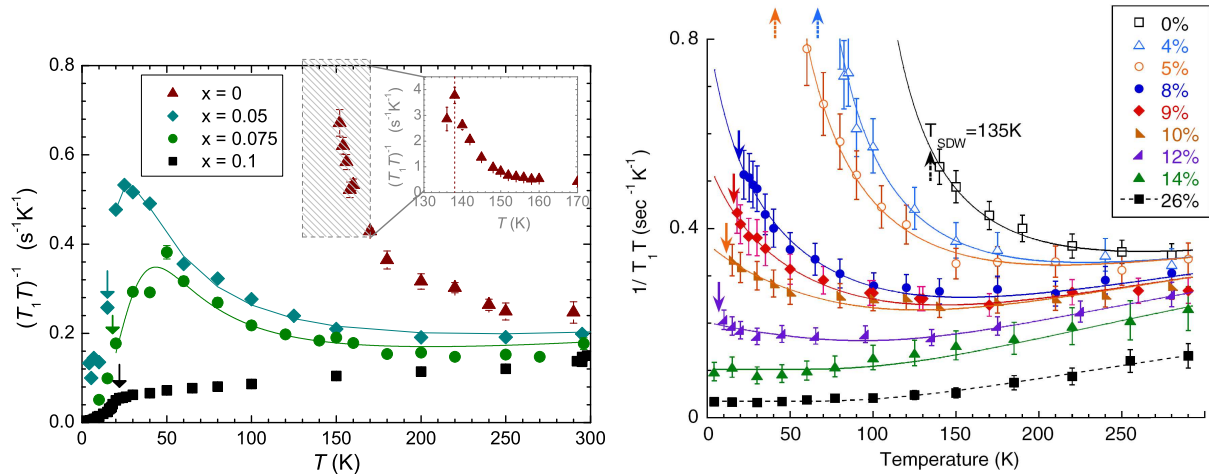 0.8
0.6
0.4
0.2
0.0
(T₁T)⁻¹ (s⁻¹K⁻¹)
x = 0
x = 0.05
x = 0.075
x = 0.1
4
3
2
1
0
(T₁T)⁻¹ (s⁻¹K⁻¹)
130 140 150 160 170
T (K)
0 50 100 150 200 250 300
T (K)
0.8
0.4
0
1/ T₁ T (sec⁻¹K⁻¹)
T_SDW=135K
0%
4%
5%
8%
9%
10%
12%
14%
26%
0 50 100 150 200 250
Temperature (K)